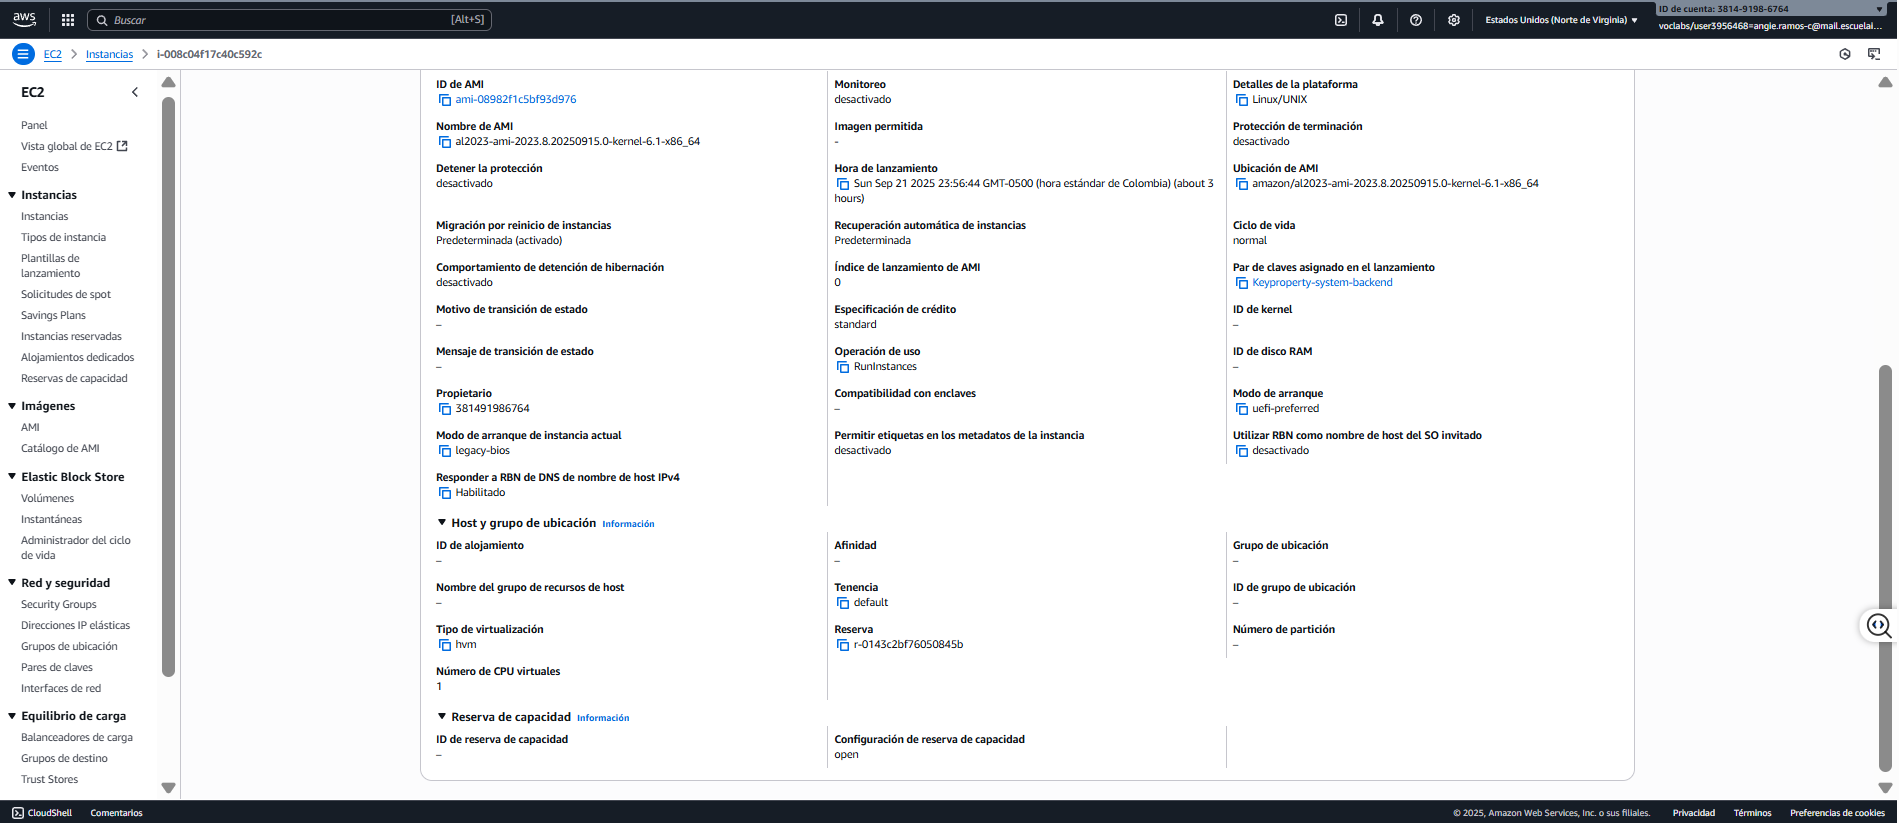 aws
Buscar
[Alt+S]
Estados Unidos (Norte de Virginia)
ID de cuenta: 3814-9198-6764
voclabs/user3956468=angie.ramos-c@mail.escuelai...
EC2
Instancias
i-008c04f17c40c592c
EC2
Panel
Vista global de EC2
Eventos
Instancias
Instancias
Tipos de instancia
Plantillas de
lanzamiento
Solicitudes de spot
Savings Plans
Instancias reservadas
Alojamientos dedicados
Reservas de capacidad
Imágenes
AMI
Catálogo de AMI
Elastic Block Store
Volúmenes
Instantáneas
Administrador del ciclo
de vida
Red y seguridad
Security Groups
Direcciones IP elásticas
Grupos de ubicación
Pares de claves
Interfaces de red
Equilibrio de carga
Balanceadores de carga
Grupos de destino
Trust Stores
ID de AMI
ami-08982f1c5bf93d976
Monitoreo
desactivado
Detalles de la plataforma
Linux/UNIX
Nombre de AMI
al2023-ami-2023.8.20250915.0-kernel-6.1-x86_64
Imagen permitida
-
Protección de terminación
desactivado
Detener la protección
desactivado
Hora de lanzamiento
Sun Sep 21 2025 23:56:44 GMT-0500 (hora estándar de Colombia) (about 3
hours)
Ubicación de AMI
amazon/al2023-ami-2023.8.20250915.0-kernel-6.1-x86_64
Migración por reinicio de instancias
Predeterminada (activado)
Recuperación automática de instancias
Predeterminada
Ciclo de vida
normal
Comportamiento de detención de hibernación
desactivado
Índice de lanzamiento de AMI
0
Par de claves asignado en el lanzamiento
Keyproperty-system-backend
Motivo de transición de estado
–
Especificación de crédito
standard
ID de kernel
–
Mensaje de transición de estado
–
Operación de uso
RunInstances
ID de disco RAM
–
Propietario
381491986764
Compatibilidad con enclaves
–
Modo de arranque
uefi-preferred
Modo de arranque de instancia actual
legacy-bios
Permitir etiquetas en los metadatos de la instancia
desactivado
Utilizar RBN como nombre de host del SO invitado
desactivado
Responder a RBN de DNS de nombre de host IPv4
Habilitado
Host y grupo de ubicación Información
ID de alojamiento
–
Afinidad
–
Grupo de ubicación
–
Nombre del grupo de recursos de host
–
Tenencia
default
ID de grupo de ubicación
–
Tipo de virtualización
hvm
Reserva
r-0143c2bf76050845b
Número de partición
–
Número de CPU virtuales
1
Reserva de capacidad Información
ID de reserva de capacidad
–
Configuración de reserva de capacidad
open
CloudShell
Comentarios
© 2025, Amazon Web Services, Inc. o sus filiales.
Privacidad
Términos
Preferencias de cookies